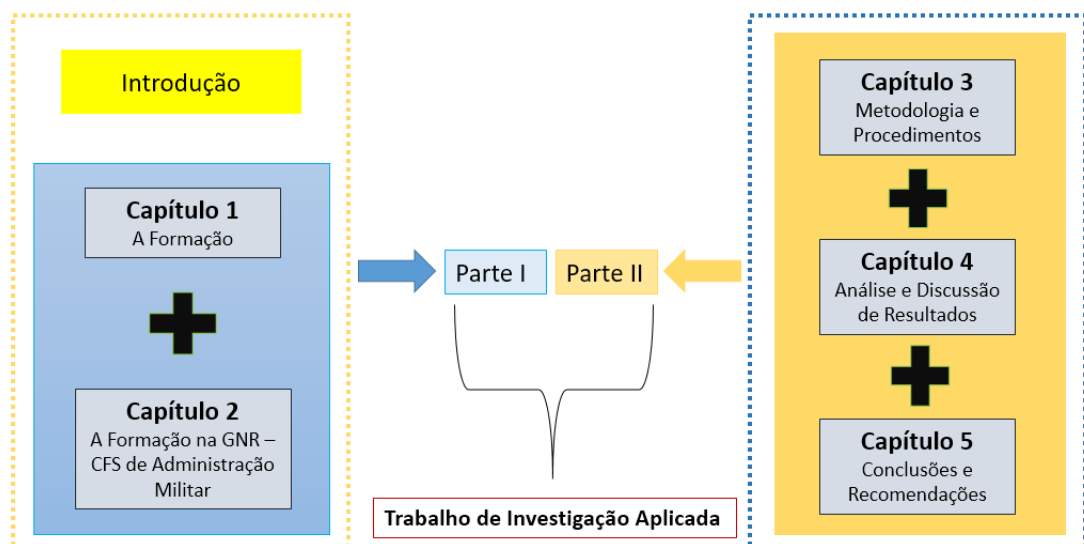 Introdução
Capítulo 1
A Formação
Capítulo 2
A Formação na GNR –
CFS de Administração
Militar
Parte I
Parte II
Trabalho de Investigação Aplicada
Capítulo 3
Metodologia e
Procedimentos
Capítulo 4
Análise e Discussão
de Resultados
Capítulo 5
Conclusões e
Recomendações